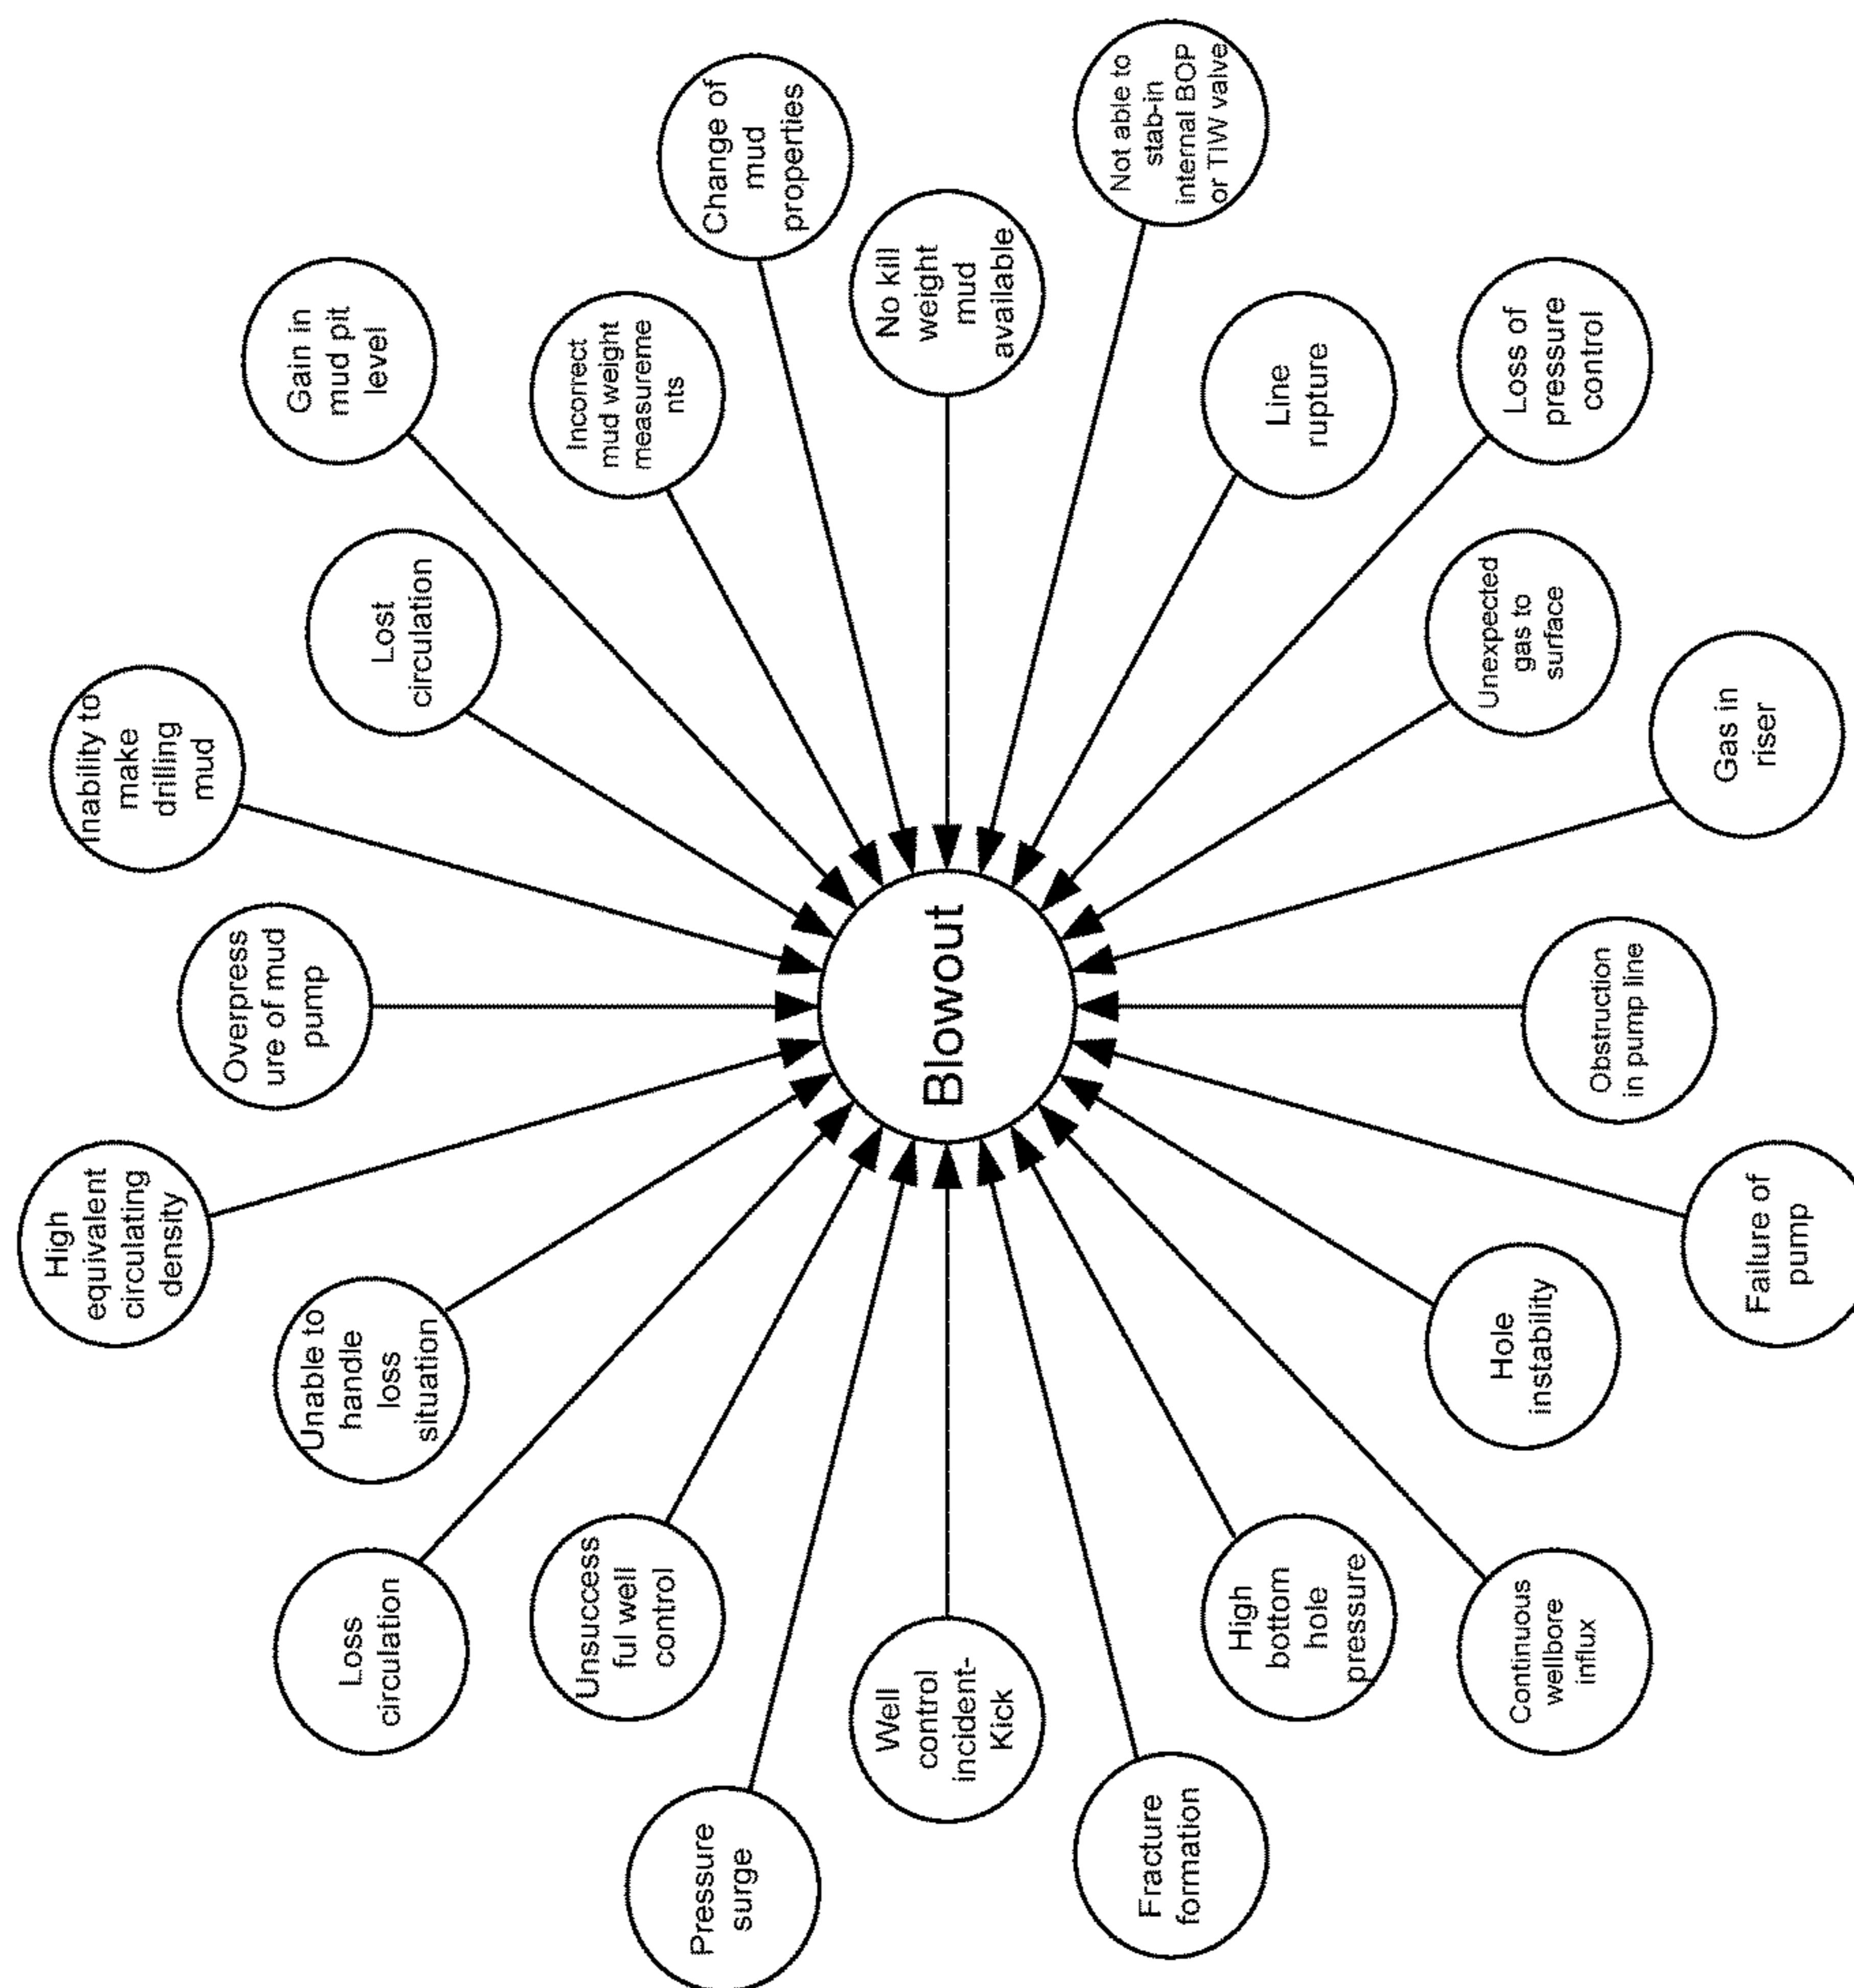 High
equivalent
circulating
density
Inability to
make
drilling
mud
Overpress
ure of mud
pump
Gain in
mud pit
level
Loss
circulation
Unable to
handle
loss
situation
Lost
circulation
Unsuccess
ful well
control
Incorrect
mud weight
measureme
nts
Pressure
surge
Change of
mud
properties
Well
control
incident-
Kick
Blowout
No kill
weight
mud
available
Fracture
formation
Not able to
stab-in
internal BOP
or TIW valve
High
bottom
hole
pressure
Line
rupture
Continuous
wellbore
influx
Hole
instability
Unexpected
gas to
surface
Loss of
pressure
control
Obstruction
in pump line
Failure of
pump
Gas in
riser